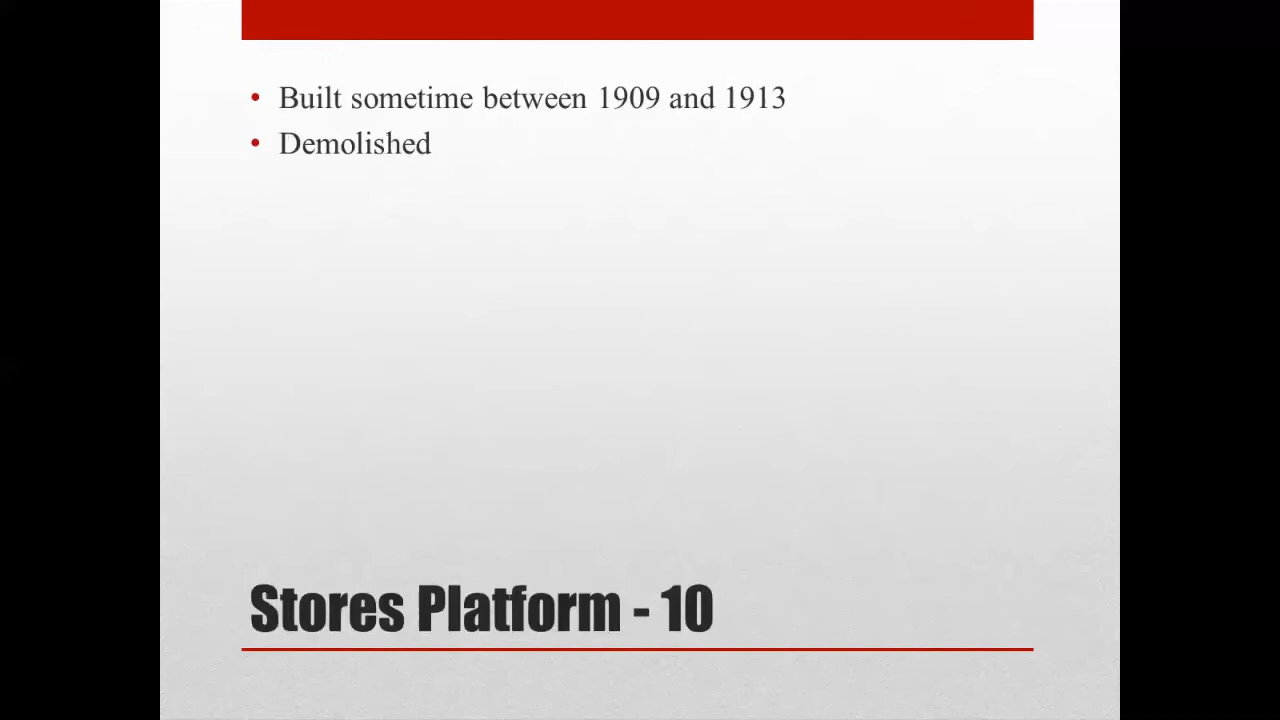 • Built sometime between 1909 and 1913
• Demolished
Stores Platform - 10